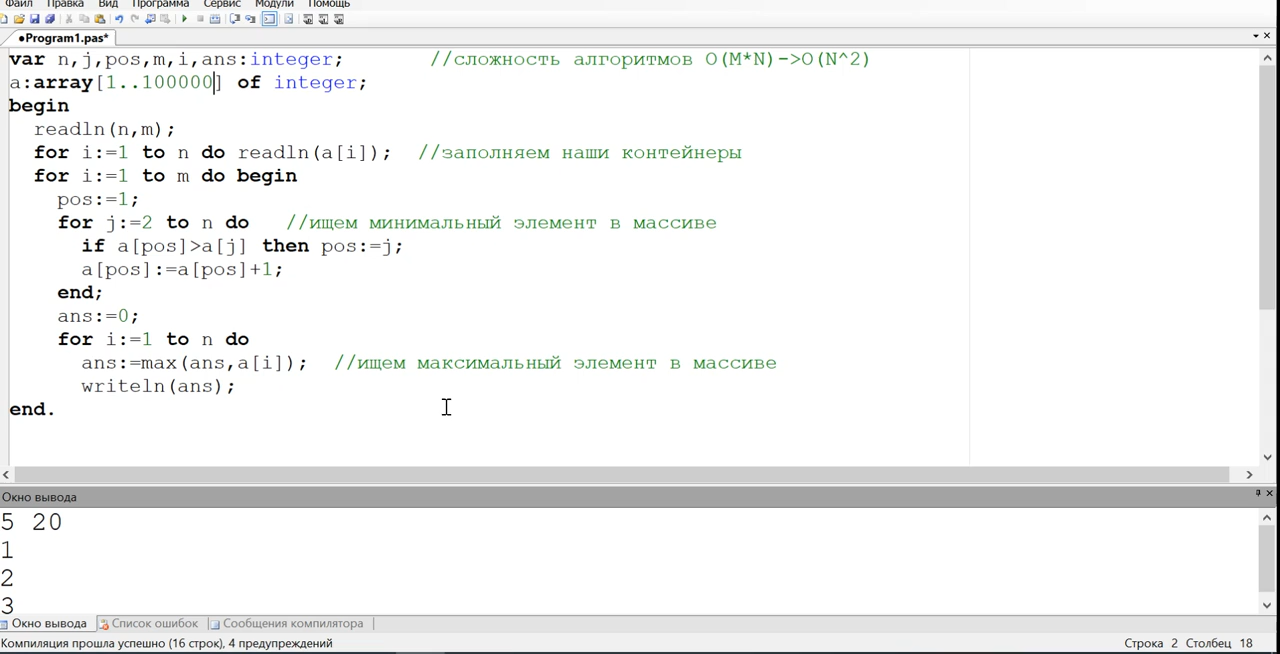 Файл Правка Вид Программа Сервис Модули Помощь
•Program1.pas*
var n,j,pos,m,i,ans:integer; //сложность алгоритмов O(M*N)->O(N^2)
a:array[1..100000] of integer;
begin
readln(n,m);
for i:=1 to n do readln(a[i]); //заполняем наши контейнеры
for i:=1 to m do begin
pos:=1;
for j:=2 to n do //ищем минимальный элемент в массиве
if a[pos]>a[j] then pos:=j;
a[pos]:=a[pos]+1;
end;
ans:=0;
for i:=1 to n do
ans:=max(ans,a[i]); //ищем максимальный элемент в массиве
writeln(ans);
end.
Окно вывода
5 20
1
2
3
Окно вывода Список ошибок Сообщения компилятора
Компиляция прошла успешно (16 строк), 4 предупреждений Строка 2 Столбец 18